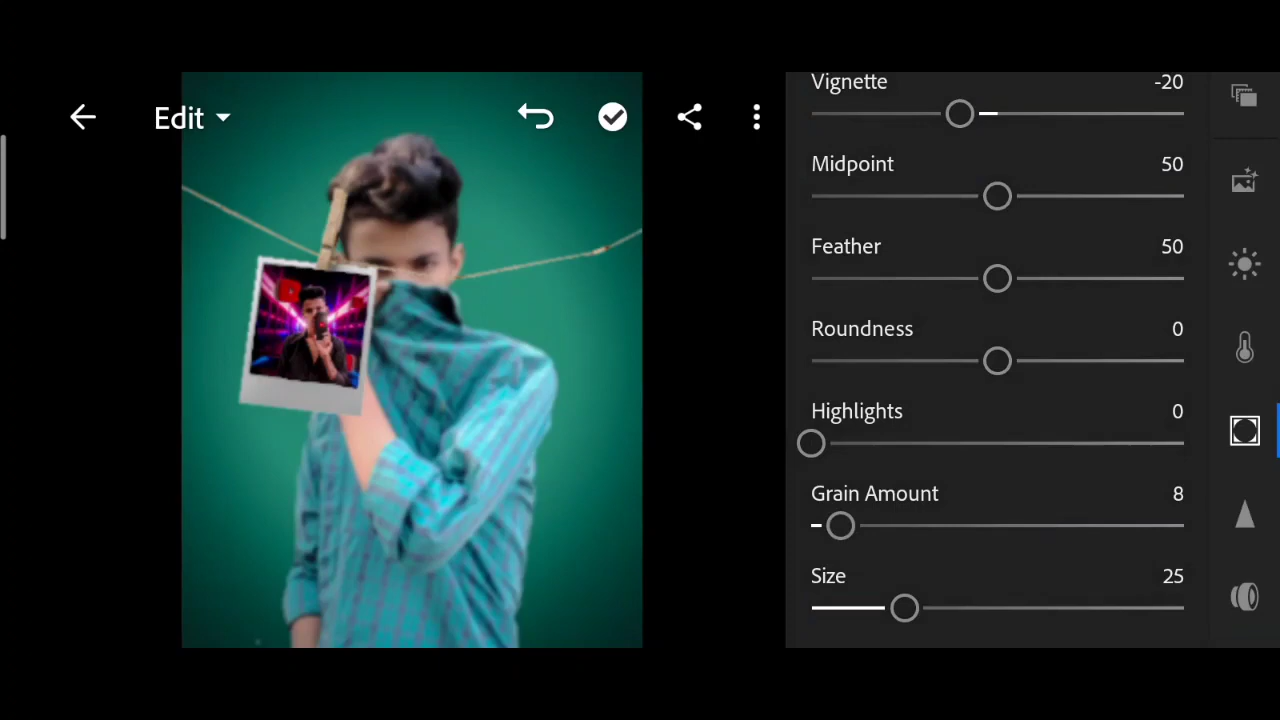 Edit
Vignette -20
Midpoint 50
Feather 50
Roundness 0
Highlights 0
Grain Amount 8
Size 25